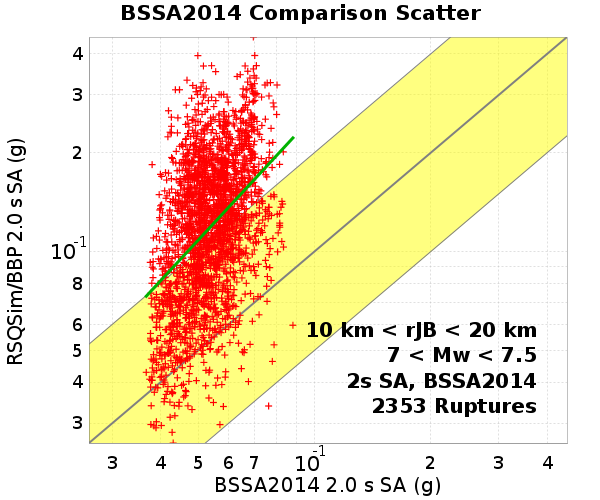 BSSA2014 Comparison Scatter
RSQSim/BBP 2.0 s SA (g)
4
3
2
10-1
8
6
5
4
3
10 km < rJB < 20 km
7 < Mw < 7.5
2s SA, BSSA2014
2353 Ruptures
3 4 5 6 7 10-1 2 3 4
BSSA2014 2.0 s SA (g)